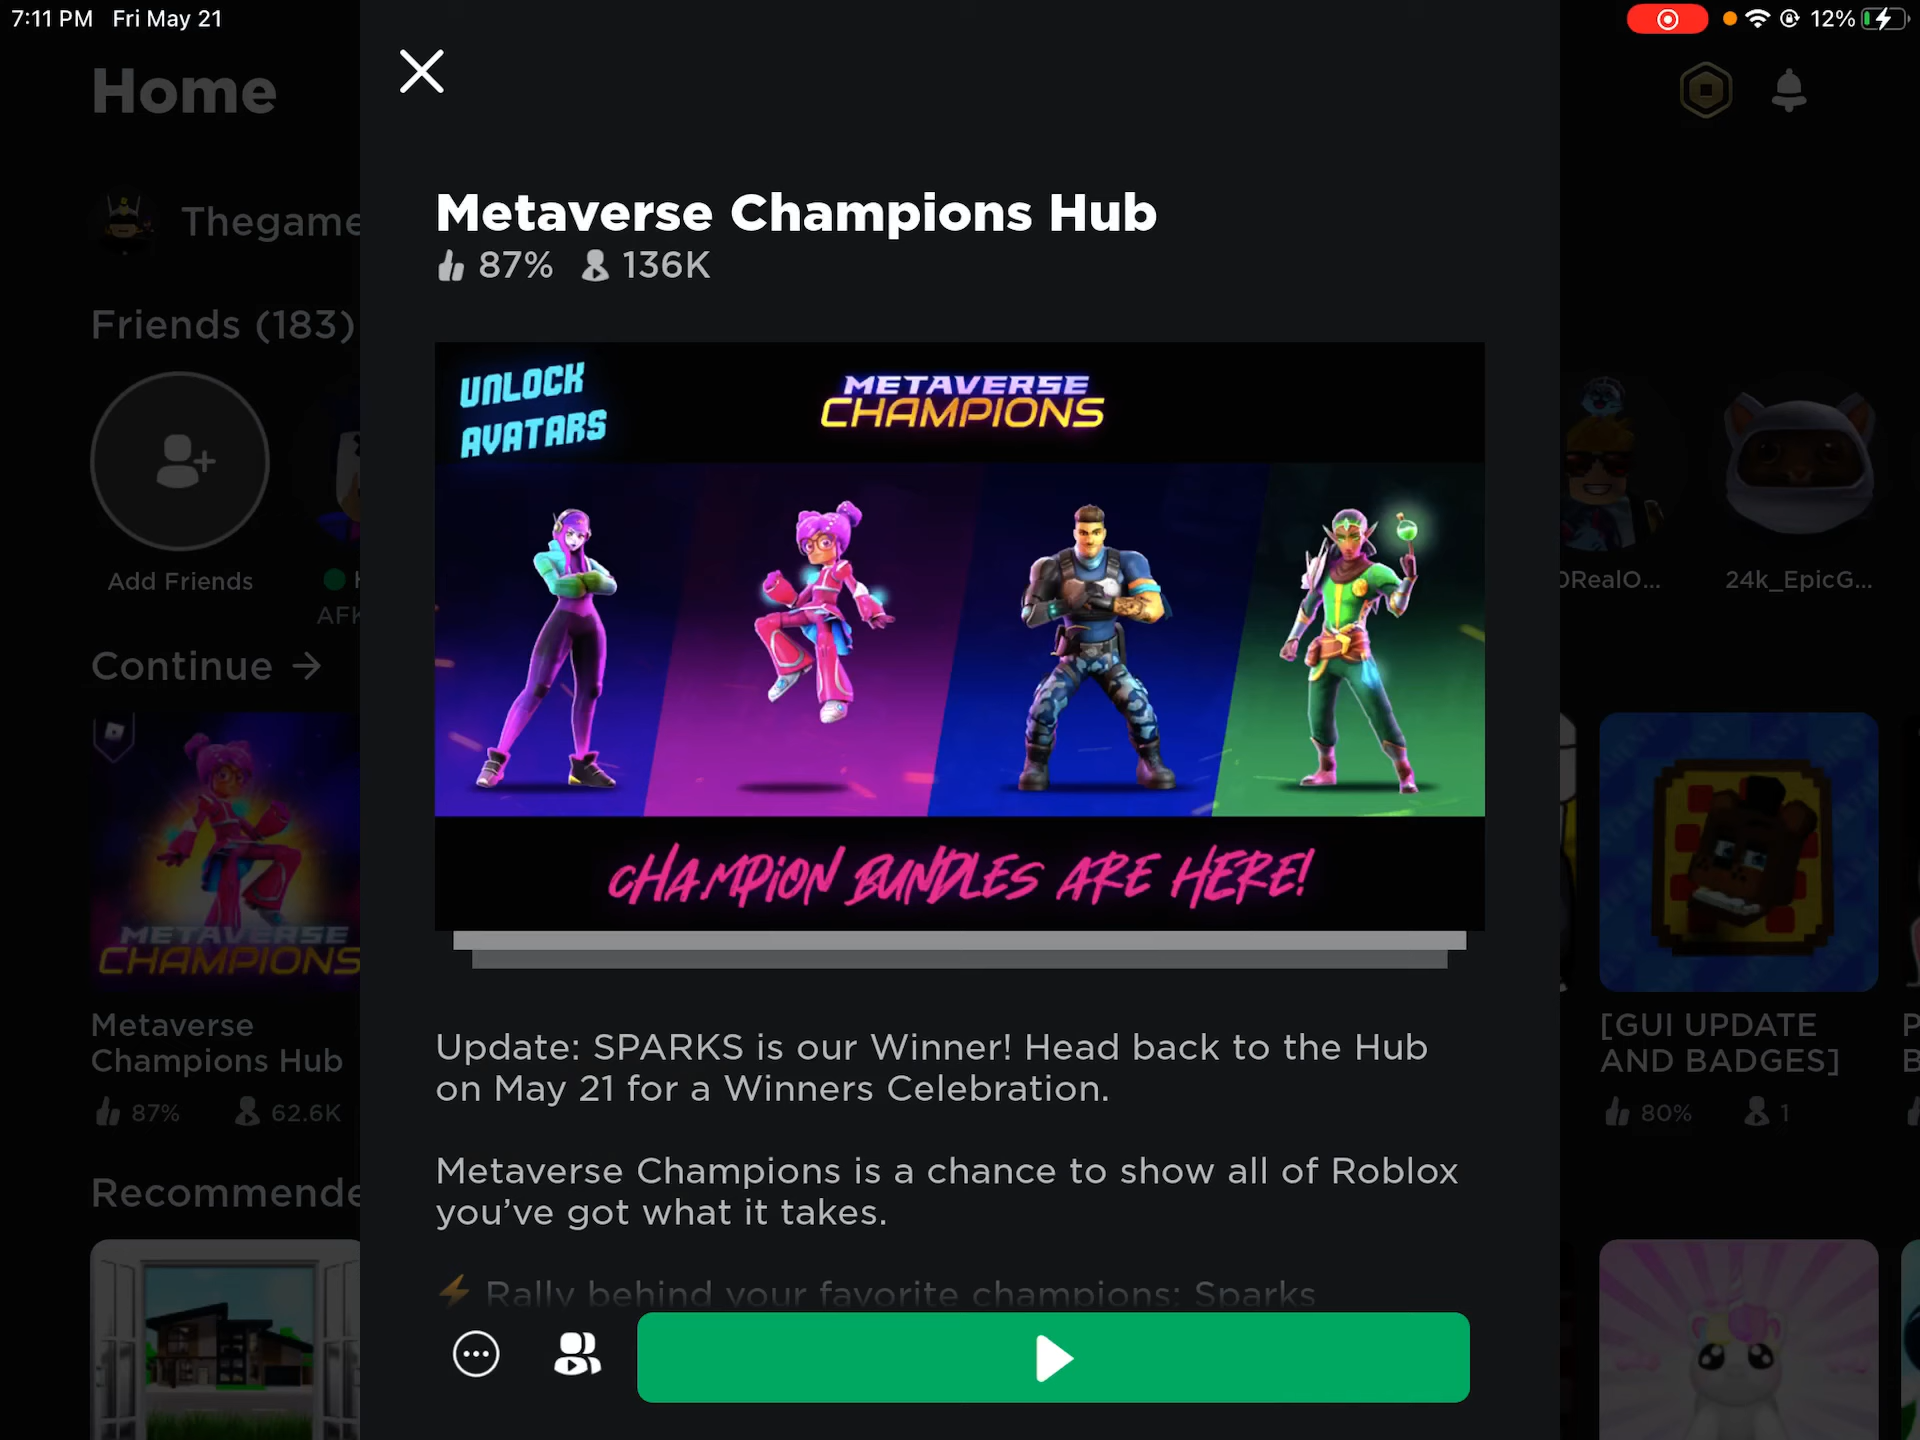 7:11 PM Fri May 21
12%
Home
Thegame
Friends (183)
Add Friends
AFK
ORealO...
24k_EpicG...
Continue →
METAVERSE
CHAMPIONS
Metaverse
Champions Hub
87% 62.6K
Recommende
Metaverse Champions Hub
87% 136K
UNLOCK
AVATARS
METAVERSE
CHAMPIONS
CHAMPION BUNDLES ARE HERE!
Update: SPARKS is our Winner! Head back to the Hub
on May 21 for a Winners Celebration.
Metaverse Champions is a chance to show all of Roblox
you’ve got what it takes.
⚡ Rally behind your favorite champions: Sparks
[GUI UPDATE
AND BADGES]
80% 1